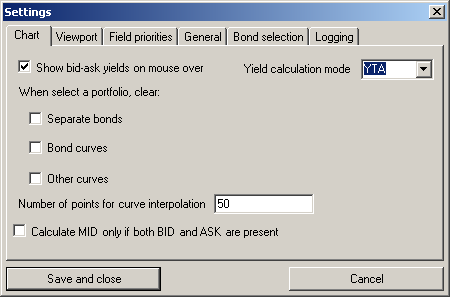 Settings
Chart Viewport Field priorities General Bond selection Logging
Show bid-ask yields on mouse over Yield calculation mode YTA
When select a portfolio, clear:
Separate bonds
Bond curves
Other curves
Number of points for curve interpolation 50
Calculate MID only if both BID and ASK are present
Save and close Cancel